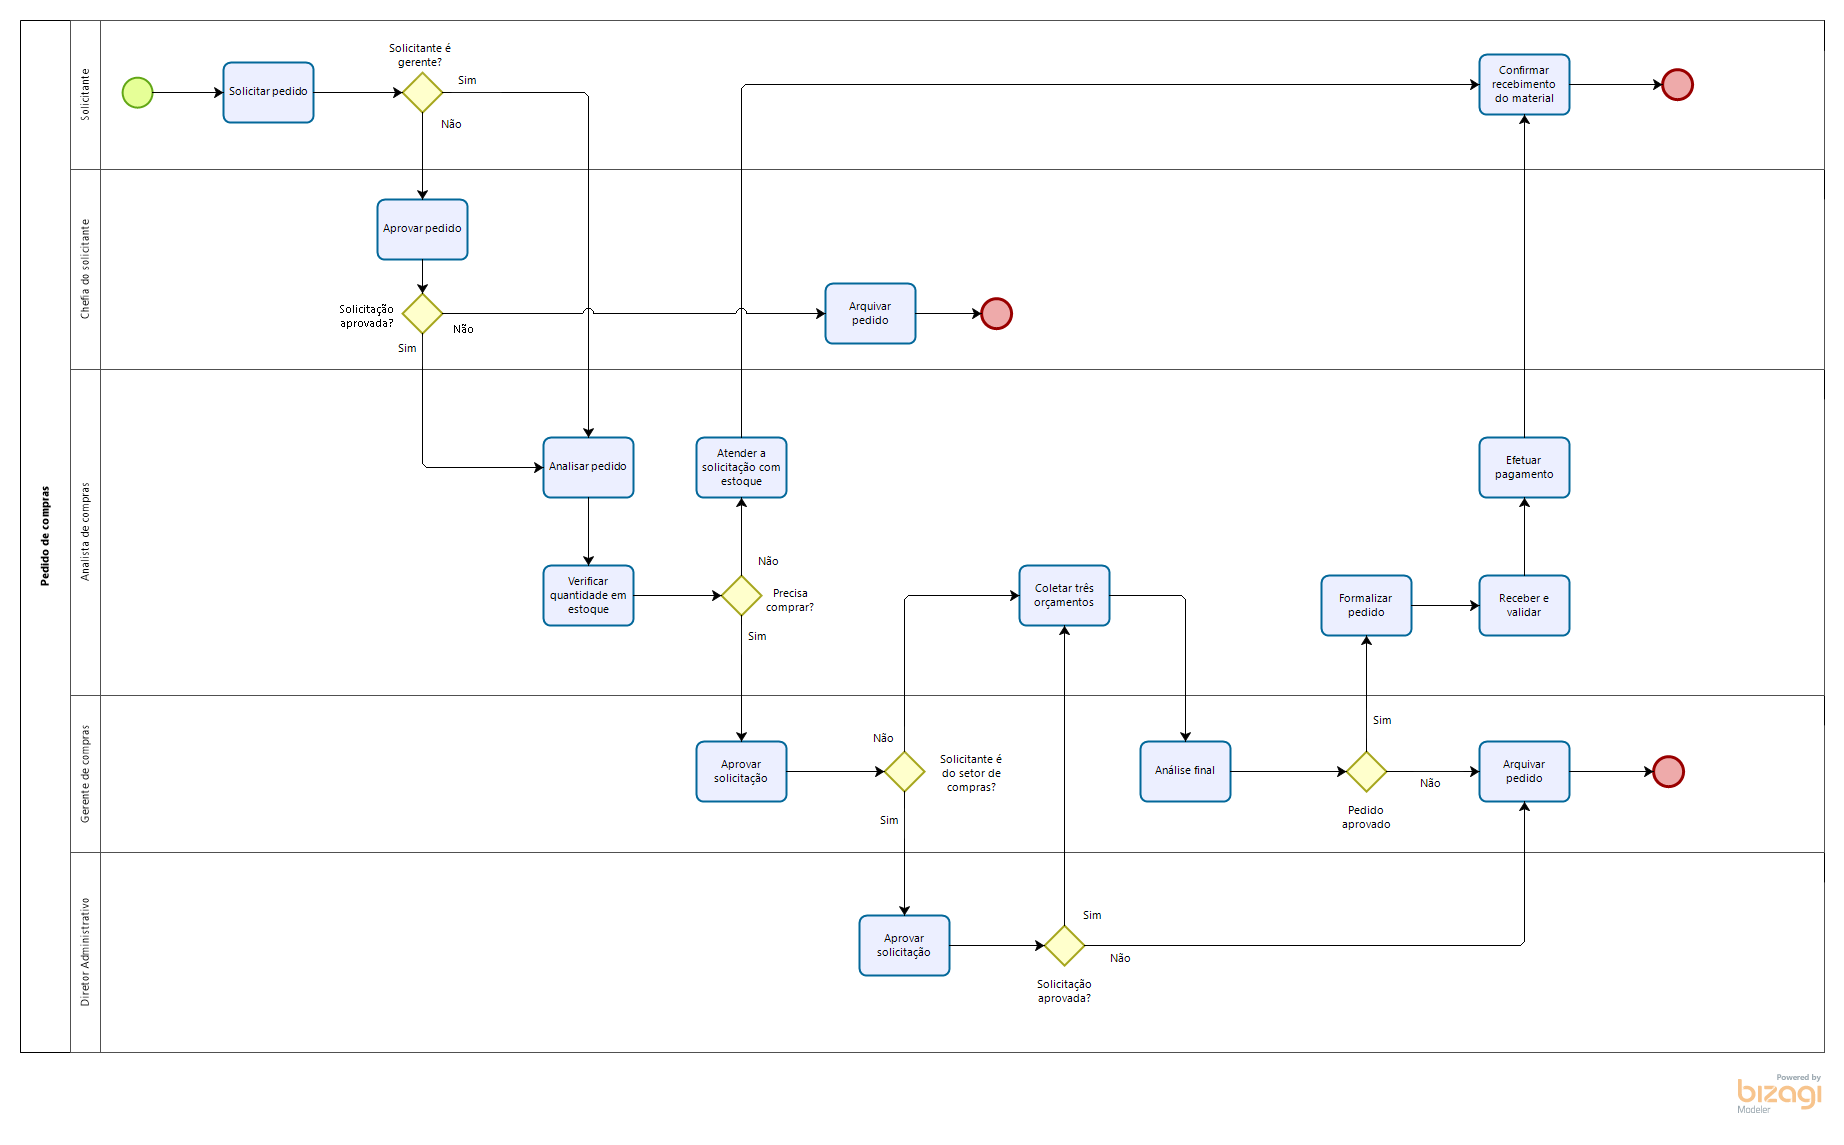 Pedido de compras
Solicitante
Solicitar pedido
Solicitante é
gerente?
Sim
Não
Confirmar
recebimento
do material
Chefia do solicitante
Aprovar pedido
Solicitação
aprovada?
Não
Sim
Arquivar
pedido
Analista de compras
Analisar pedido
Atender a
solicitação com
estoque
Efetuar
pagamento
Verificar
quantidade em
estoque
Não
Precisa
comprar?
Sim
Coletar três
orçamentos
Formalizar
pedido
Receber e
validar
Gerente de compras
Aprovar
solicitação
Não
Solicitante é
do setor de
compras?
Sim
Análise final
Sim
Não
Pedido
aprovado
Arquivar
pedido
Diretor Administrativo
Aprovar
solicitação
Sim
Não
Solicitação
aprovada?
Powered by
bizagi
Modeler